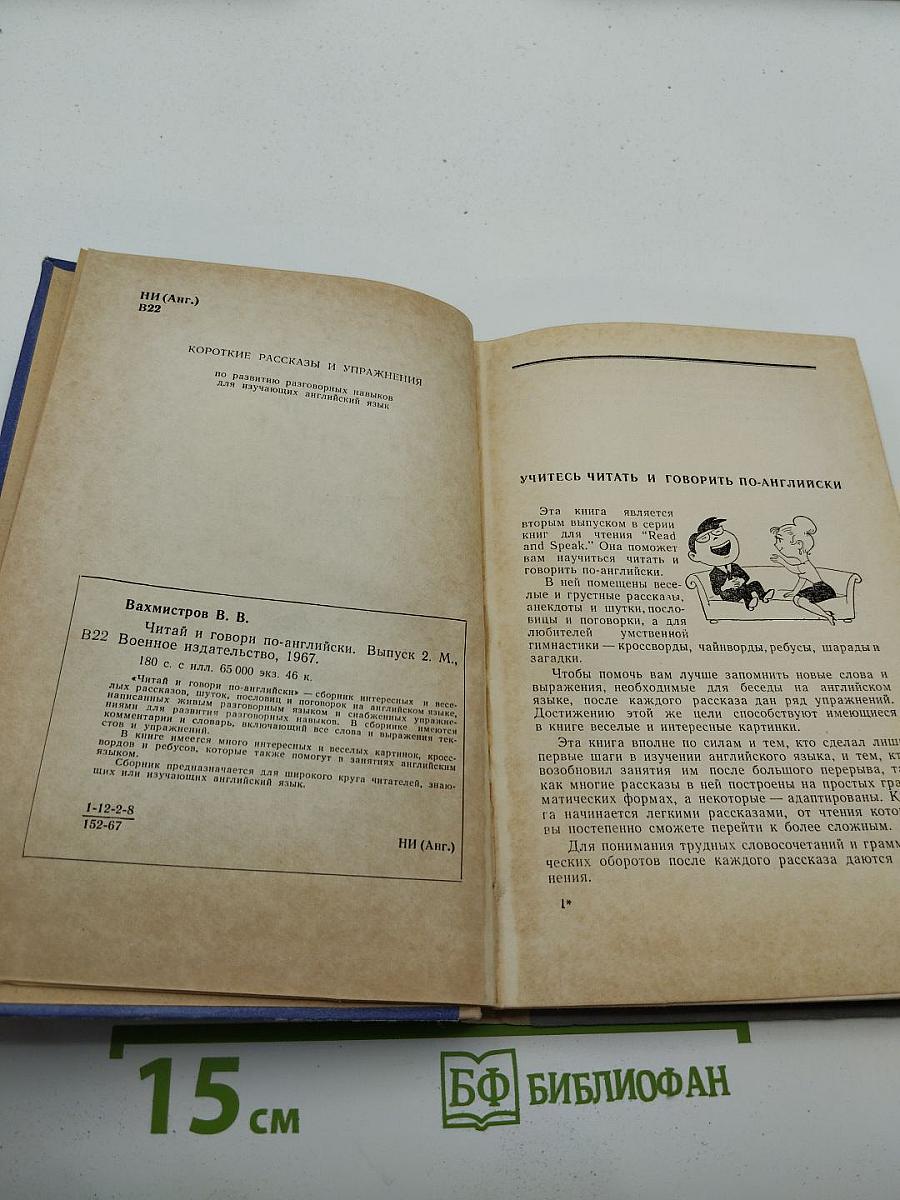 НИ (Анг.)
В22
КОРОТКИЕ РАССКАЗЫ И УПРАЖНЕНИЯ
по развитию разговорных навыков
для изучающих английский язык
Вахмистров В. В.
Читай и говори по-английски. Выпуск 2. М.,
В22 Военное издательство, 1967.
180 с. с илл. 65 000 экз. 46 к.
«Читай и говори по-английски» — сборник интересных и весе-
лых рассказов, шуток, пословиц и поговорок на английском языке,
написанных живым разговорным языком и снабженных упражне-
ниями для развития разговорных навыков. В сборнике имеются
комментарии и словарь, включающий все слова и выражения тек-
стов и упражнений.
В книге имеется много интересных и веселых картинок, кросс-
вордов и ребусов, которые также помогут в занятиях английским
языком.
Сборник предназначается для широкого круга читателей, знаю-
щих или изучающих английский язык.
1-12-2-8
152-67
НИ (Анг.)
УЧИТЕСЬ ЧИТАТЬ И ГОВОРИТЬ ПО-АНГЛИЙСКИ
Эта книга является
вторым выпуском в серии
книг для чтения “Read
and Speak.” Она поможет
вам научиться читать и
говорить по-английски.
В ней помещены весе-
лые и грустные рассказы,
анекдоты и шутки, посло-
вицы и поговорки, а для
любителей умственной
гимнастики — кроссворды, чайнворды, ребусы, шарады и
загадки.
Чтобы помочь вам лучше запомнить новые слова и
выражения, необходимые для беседы на английском
языке, после каждого рассказа дан ряд упражнений.
Достижению этой же цели способствуют имеющиеся
в книге веселые и интересные картинки.
Эта книга вполне по силам и тем, кто сделал лишь
первые шаги в изучении английского языка, и тем, кт
возобновил занятия им после большого перерыва, та
как многие рассказы в ней построены на простых гра
матических формах, а некоторые — адаптированы. К
га начинается легкими рассказами, от чтения кото
вы постепенно сможете перейти к более сложным.
Для понимания трудных словосочетаний и грамм
ческих оборотов после каждого рассказа даются
нения.
1*
15 см
БФ БИБЛИОФАН